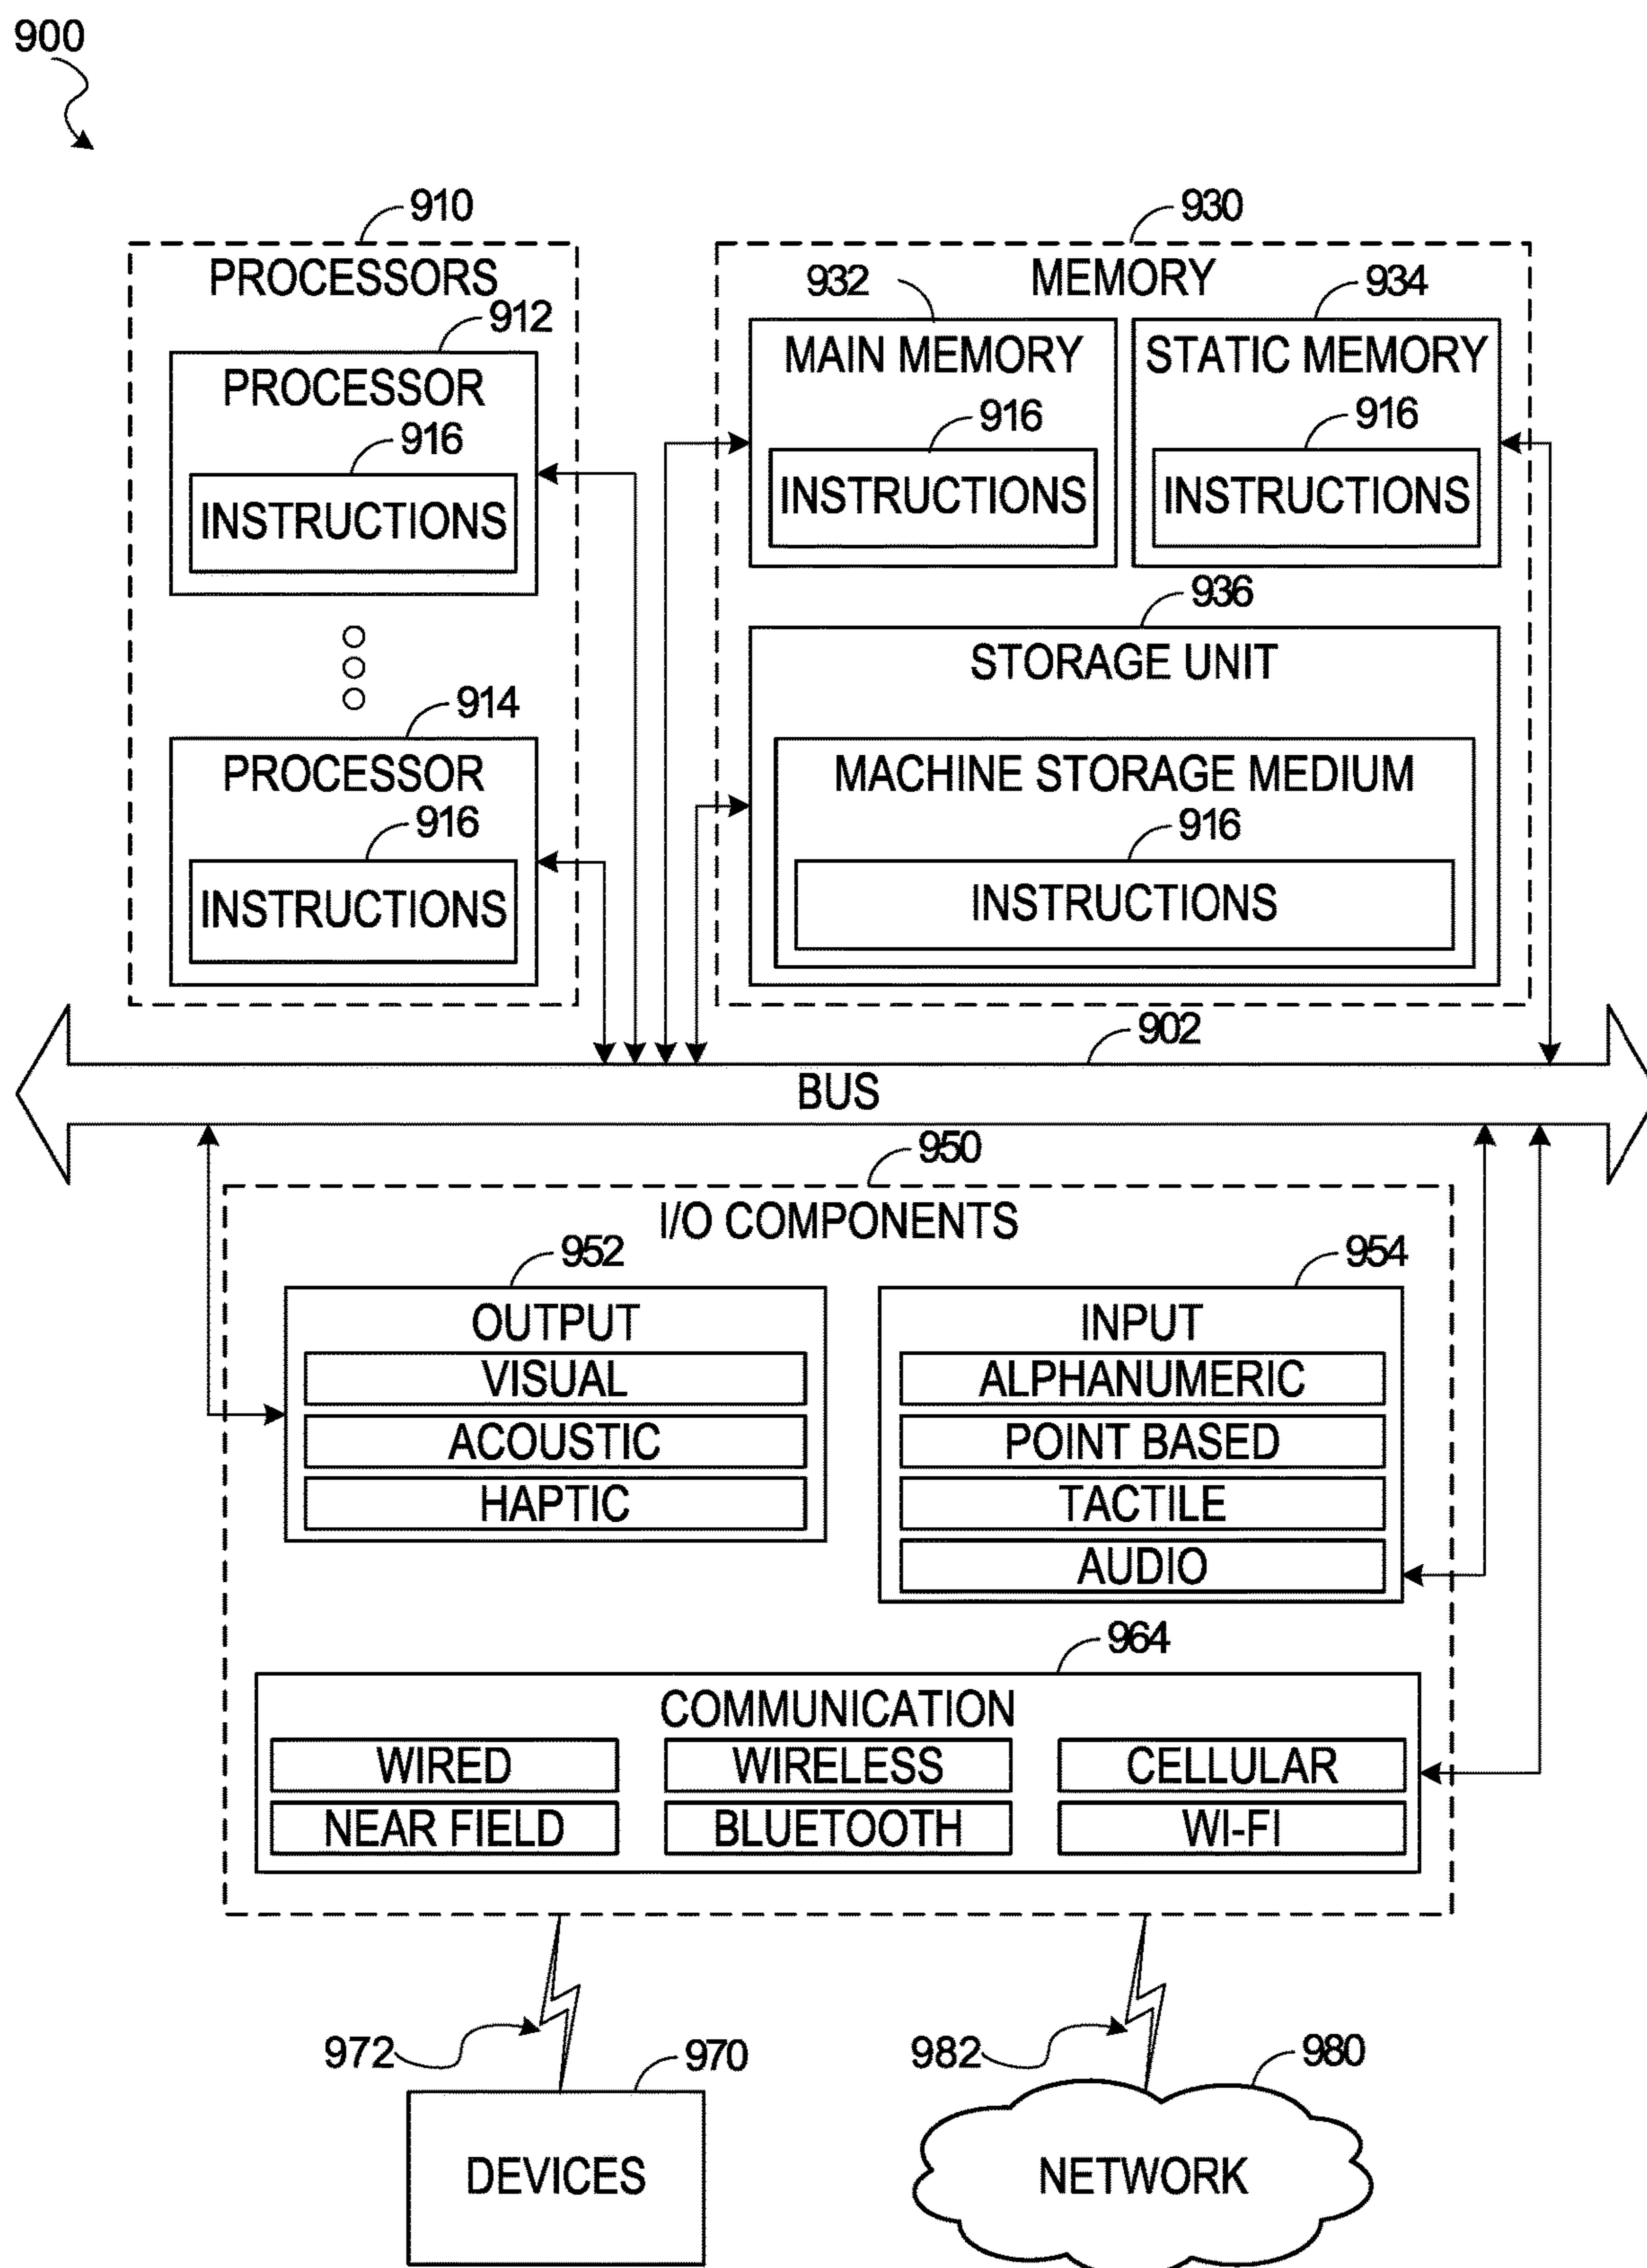 900
910
PROCESSORS
912
PROCESSOR
916
INSTRUCTIONS
914
PROCESSOR
916
INSTRUCTIONS
930
MEMORY
932
MAIN MEMORY
916
INSTRUCTIONS
934
STATIC MEMORY
916
INSTRUCTIONS
936
STORAGE UNIT
MACHINE STORAGE MEDIUM
916
INSTRUCTIONS
902
BUS
950
I/O COMPONENTS
952
OUTPUT
VISUAL
ACOUSTIC
HAPTIC
954
INPUT
ALPHANUMERIC
POINT BASED
TACTILE
AUDIO
964
COMMUNICATION
WIRED
WIRELESS
CELLULAR
NEAR FIELD
BLUETOOTH
WI-FI
972
970
DEVICES
982
980
NETWORK